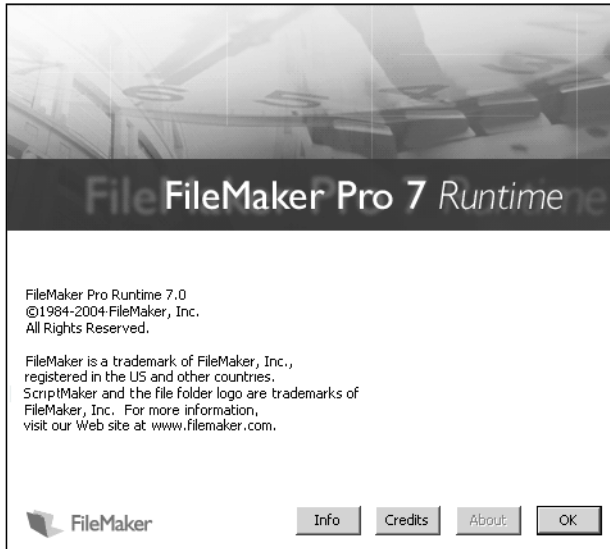 FileMaker Pro 7 Runtime
FileMaker Pro Runtime 7.0
©1984-2004 FileMaker, Inc.
All Rights Reserved.
FileMaker is a trademark of FileMaker, Inc.,
registered in the US and other countries.
ScriptMaker and the file folder logo are trademarks of
FileMaker, Inc. For more information,
visit our Web site at www.filemaker.com.
FileMaker
Info
Credits
About
OK